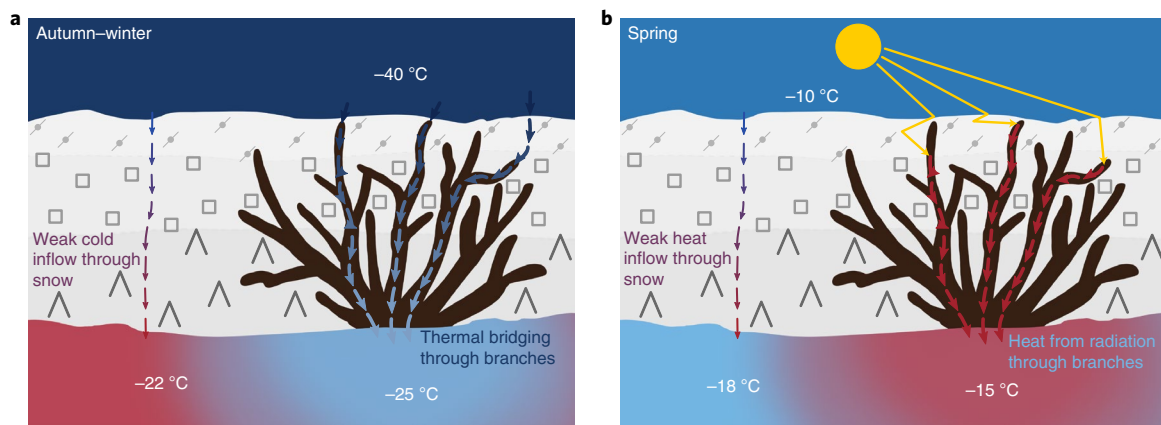 a
Autumn–winter
–40 °C
Weak cold
inflow through
snow
Thermal bridging
through branches
–22 °C
–25 °C
b
Spring
–10 °C
Weak heat
inflow through
snow
Heat from radiation
through branches
–18 °C
–15 °C